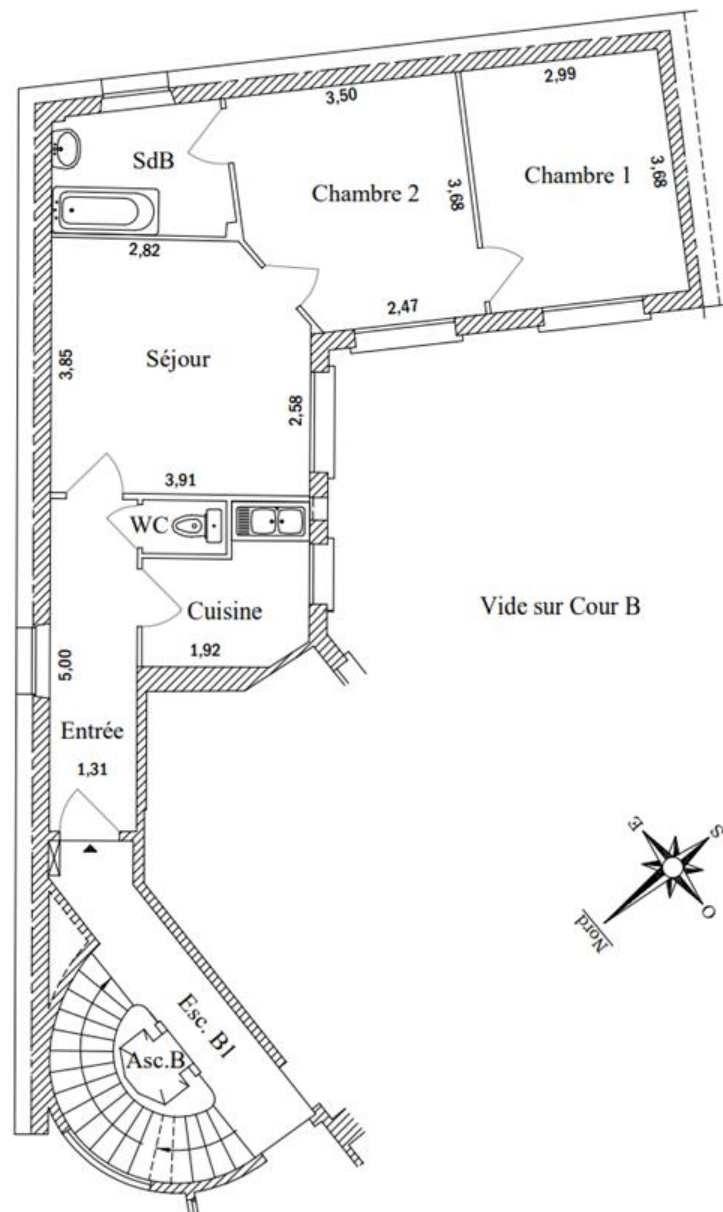 2,99
3,50
SdB
Chambre 1
3,68
Chambre 2
3,68
2,82
2,47
Séjour
3,85
2,58
3,91
WC
Cuisine
Vide sur Cour B
1,92
5,00
Entrée
1,31
E
S
O
Nord
Esc. B1
Asc.B